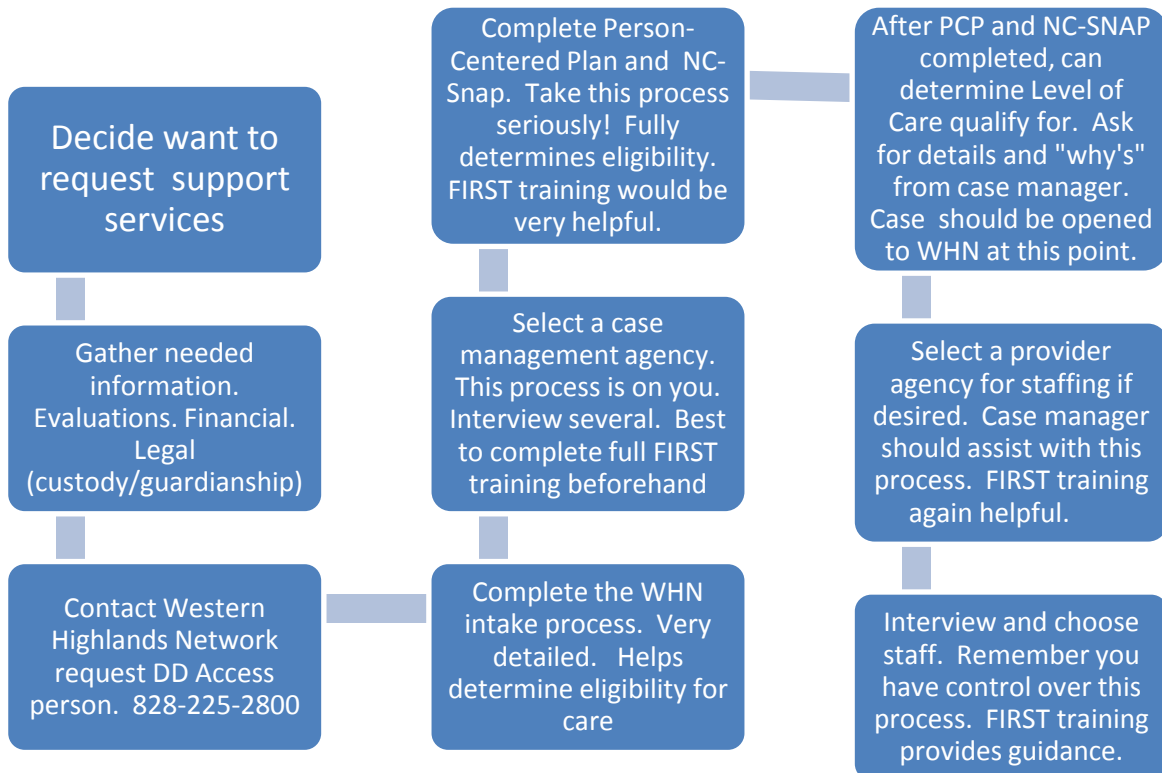 Decide want to
request support
services
Gather needed
information.
Evaluations. Financial.
Legal
(custody/guardianship)
Contact Western
Highlands Network
request DD Access
person. 828-225-2800
Complete the WHN
intake process. Very
detailed. Helps
determine eligibility for
care
Select a case
management agency.
This process is on you.
Interview several. Best
to complete full FIRST
training beforehand
Complete Person-
Centered Plan and NC-
Snap. Take this process
seriously! Fully
determines eligibility.
FIRST training would be
very helpful.
After PCP and NC-SNAP
completed, can
determine Level of
Care qualify for. Ask
for details and "why's"
from case manager.
Case should be opened
to WHN at this point.
Select a provider
agency for staffing if
desired. Case manager
should assist with this
process. FIRST training
again helpful.
Interview and choose
staff. Remember you
have control over this
process. FIRST training
provides guidance.